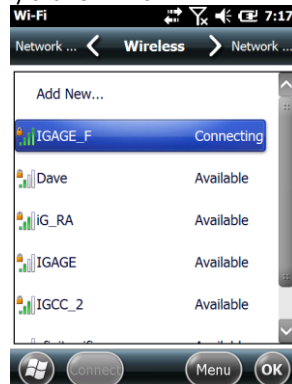 Wi-Fi 7:17
Network ... Wireless Network ...
Add New...
IGAGE_F Connecting
Dave Available
iG_RA Available
IGAGE Available
IGCC_2 Available
Connect Menu OK